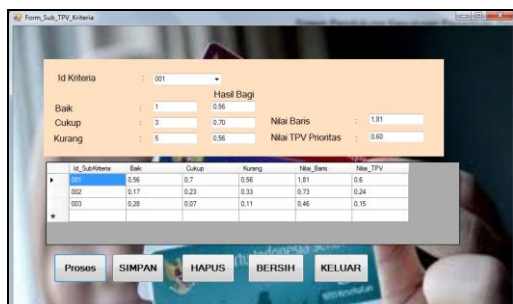 Form_Sub_TPV_Kriteria
Id Kriteria : 001
Hasil Bagi
Baik : 1 0,56
Cukup : 3 0,70 Nilai Baris : 1,81
Kurang : 5 0,56 Nilai TPV Prioritas : 0,60
Id_SubKriteria Baik Cukup Kurang Nilai_Baris Nilai_TPV
001 0,56 0,7 0,56 1,81 0,6
002 0,17 0,23 0,33 0,73 0,24
003 0,28 0,07 0,11 0,46 0,15
Proses SIMPAN HAPUS BERSIH KELUAR